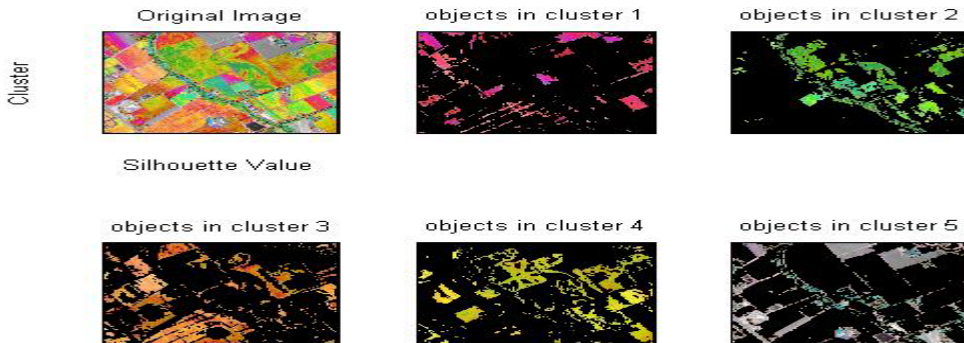 Original Image
objects in cluster 1
objects in cluster 2
Cluster
Silhouette Value
objects in cluster 3
objects in cluster 4
objects in cluster 5